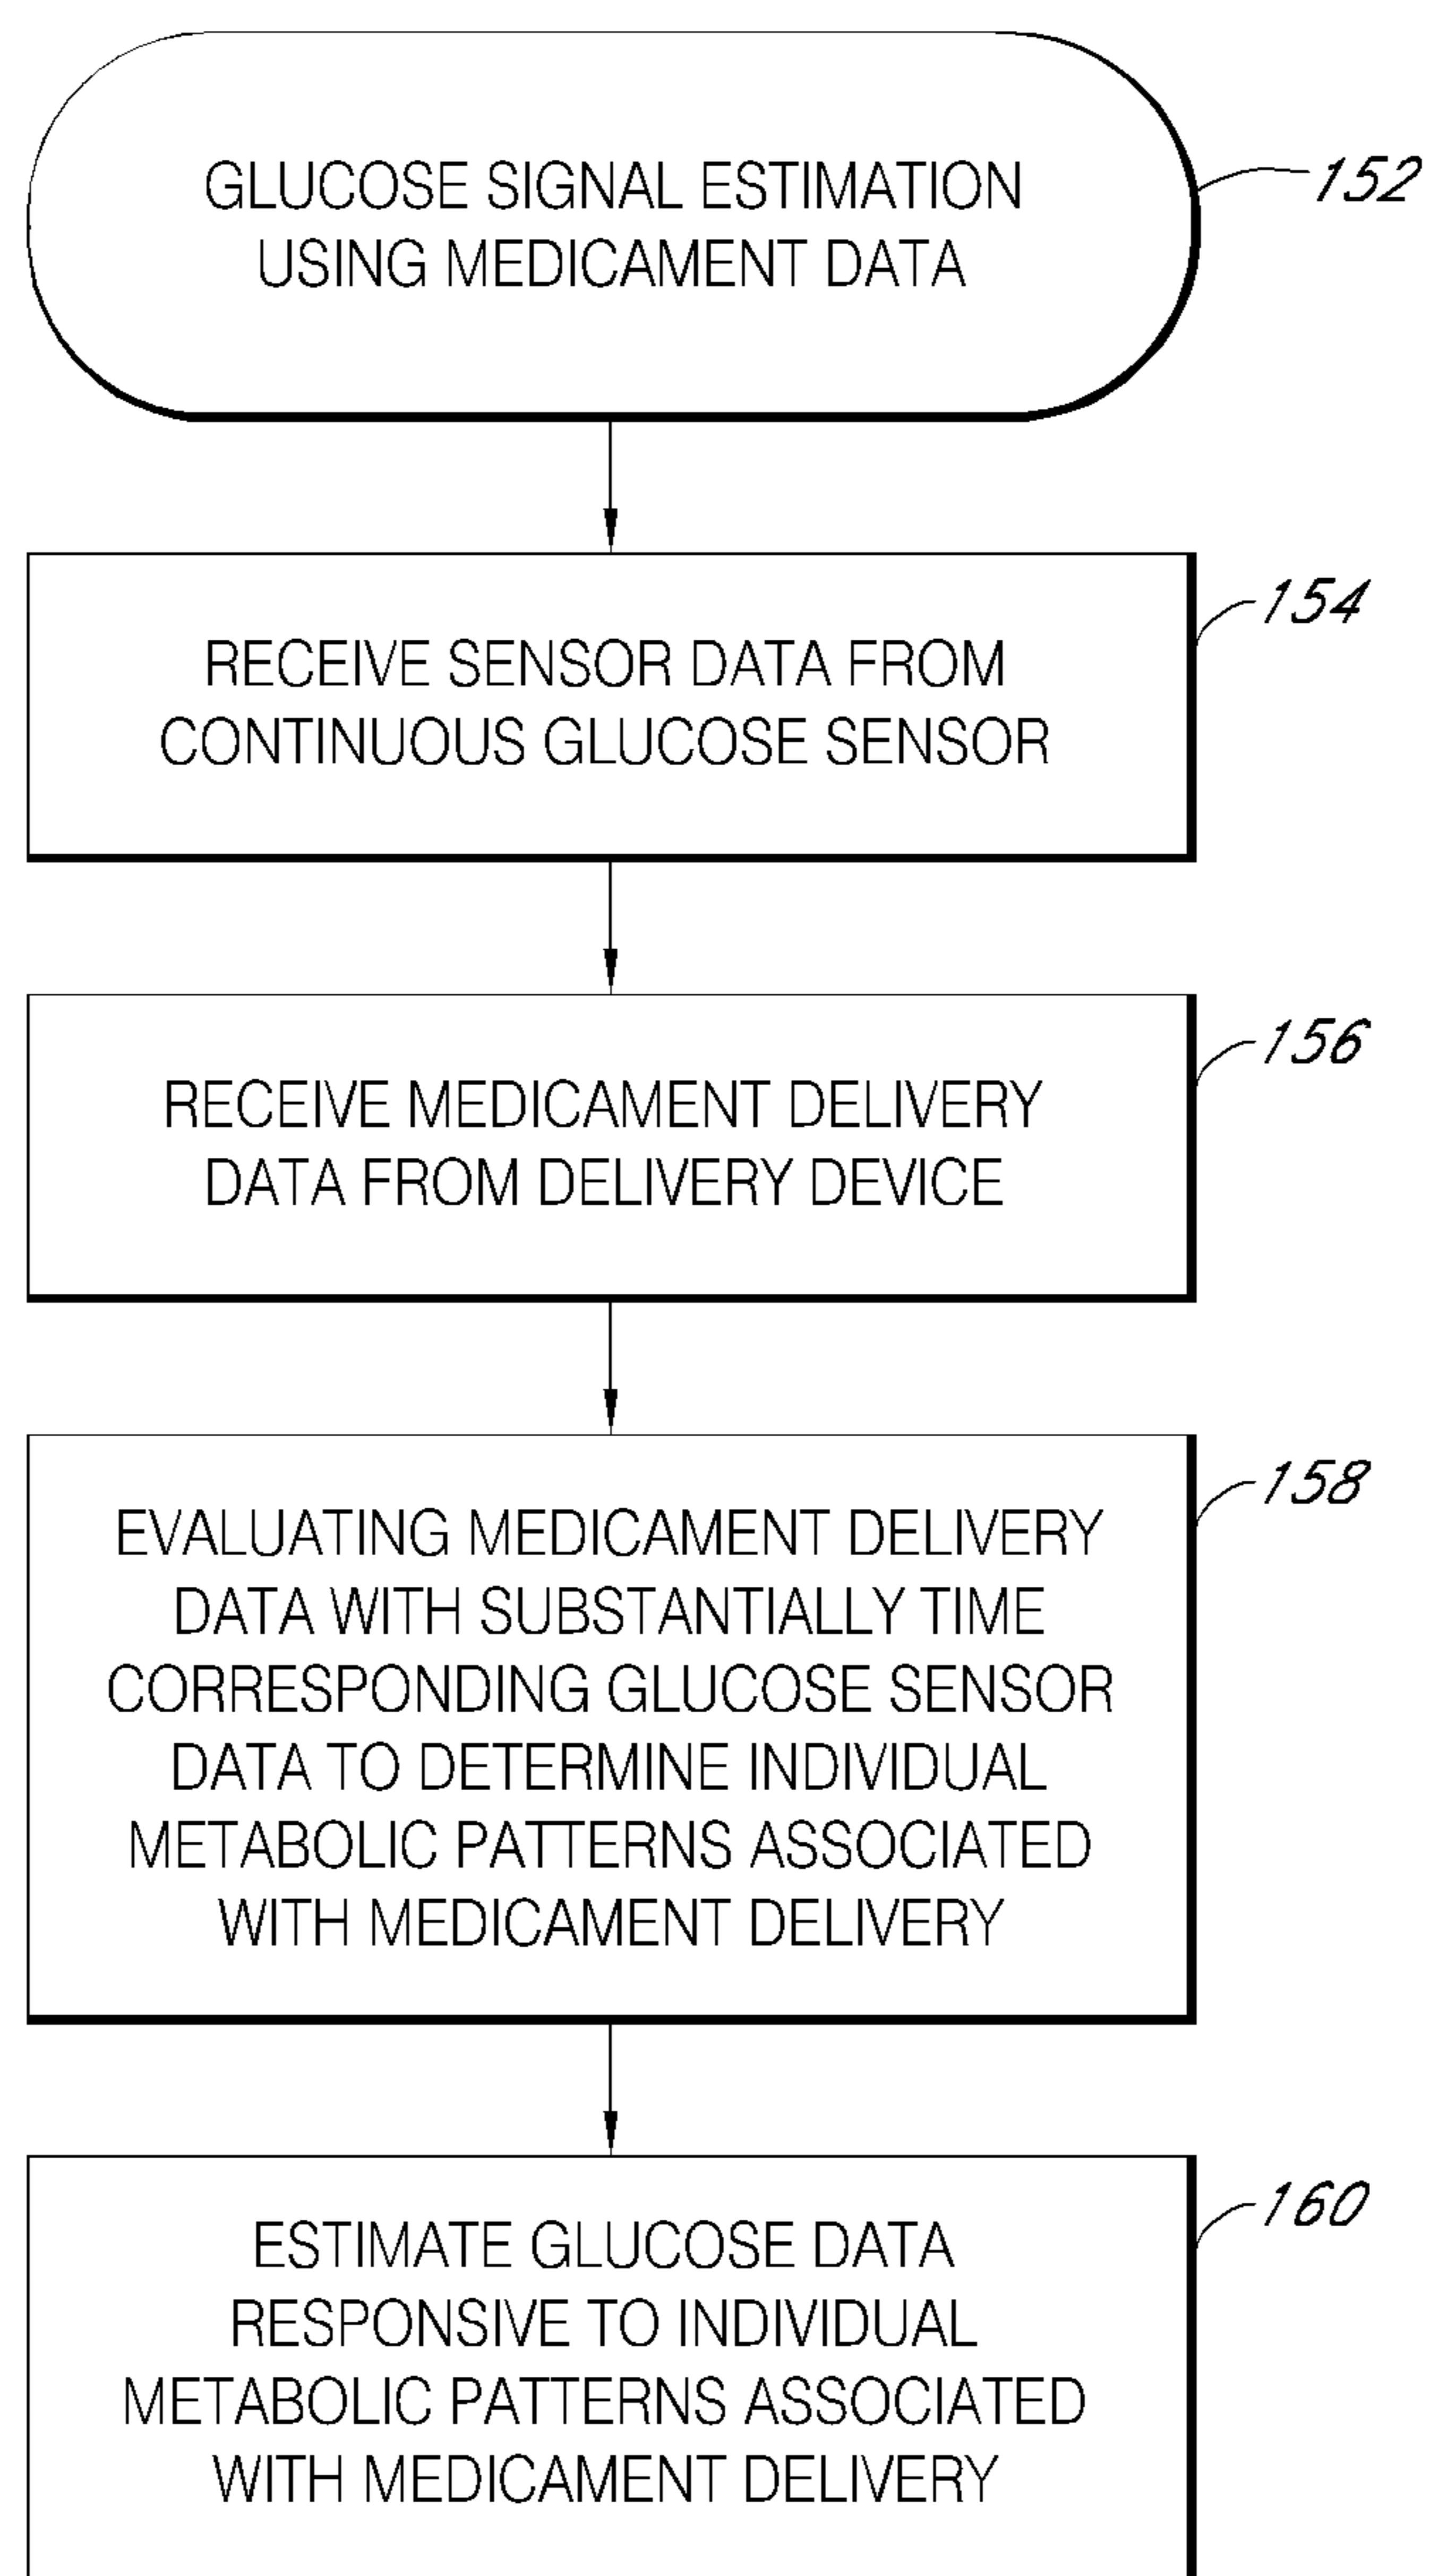 GLUCOSE SIGNAL ESTIMATION
USING MEDICAMENT DATA
152
RECEIVE SENSOR DATA FROM
CONTINUOUS GLUCOSE SENSOR
154
RECEIVE MEDICAMENT DELIVERY
DATA FROM DELIVERY DEVICE
156
EVALUATING MEDICAMENT DELIVERY
DATA WITH SUBSTANTIALLY TIME
CORRESPONDING GLUCOSE SENSOR
DATA TO DETERMINE INDIVIDUAL
METABOLIC PATTERNS ASSOCIATED
WITH MEDICAMENT DELIVERY
158
ESTIMATE GLUCOSE DATA
RESPONSIVE TO INDIVIDUAL
METABOLIC PATTERNS ASSOCIATED
WITH MEDICAMENT DELIVERY
160